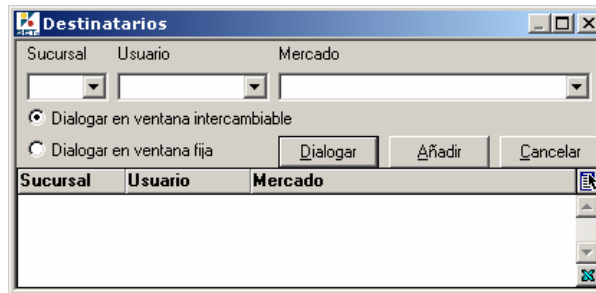 Destinatarios
Sucursal Usuario Mercado
Dialogar en ventana intercambiable
Dialogar en ventana fija Dialogar Añadir Cancelar
Sucursal Usuario Mercado